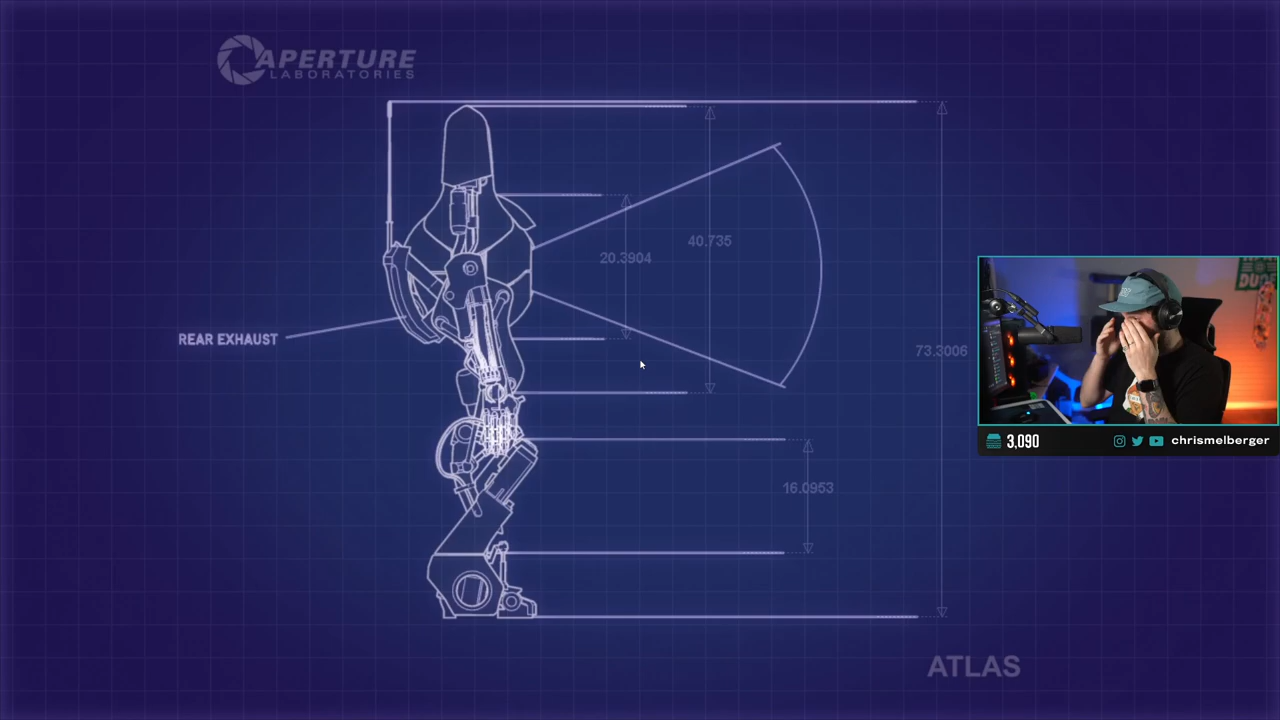 APERTURE
LABORATORIES
40.735
20.3904
REAR EXHAUST
73.3006
3,090
chrismelberger
16.0953
ATLAS